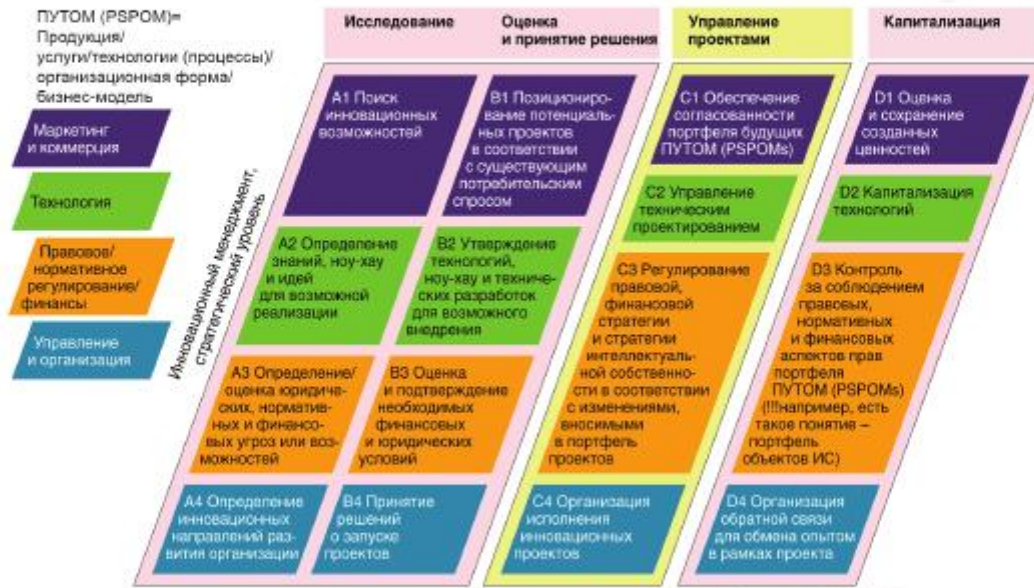 ПУТОМ (PSPOM)=
Продукция/
услуги/технологии (процессы)/
организационная форма/
бизнес-модель
Маркетинг
и коммерция
Технология
Правовое/
нормативное
регулирование/
финансы
Управление
и организация
Инновационный менеджмент,
стратегический уровень
Исследование
Оценка
и принятие решения
Управление
проектами
Капитализация
A1 Поиск
инновационных
возможностей
B1 Позициониро-
вание потенциаль-
ных проектов
в соответствии
с существующим
потребительским
спросом
C1 Обеспечение
согласованности
портфеля будущих
ПУТОМ (PSPOMs)
D1 Оценка
и сохранение
созданных
ценностей
A2 Определение
знаний, ноу-хау
и идей
для возможной
реализации
B2 Утверждение
технологий,
ноу-хау и техниче-
ских разработок
для возможного
внедрения
C2 Управление
техническим
проектированием
D2 Капитализация
технологий
A3 Определение/
оценка юридиче-
ских, норматив-
ных и финансо-
вых угроз или воз-
можностей
B3 Оценка
и подтверждение
необходимых
финансовых
и юридических
условий
C3 Регулирование
правовой,
финансовой
стратегии
и стратегии
интеллектуаль-
ной собственно-
сти в соответствии
с изменениями,
вносимыми
в портфель
проектов
D3 Контроль
за соблюдением
правовых,
нормативных
и финансовых
аспектов прав
портфеля
ПУТОМ (PSPOMs)
(!!!например, есть
такое понятие –
портфель
объектов ИС)
A4 Определение
инновационных
направлений раз-
вития организации
B4 Принятие
решений
о запуске
проектов
C4 Организация
исполнения
инновационных
проектов
D4 Организация
обратной связи
для обмена опытом
в рамках проекта